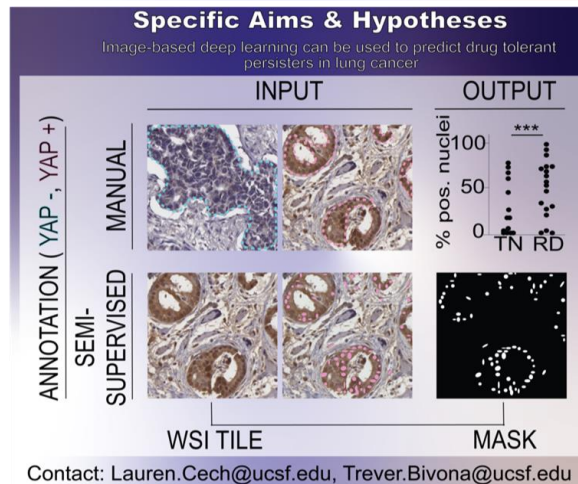 Specific Aims & Hypotheses
Image-based deep learning can be used to predict drug tolerant
persisters in lung cancer
INPUT
OUTPUT
ANNOTATION ( YAP -, YAP +)
MANUAL
% pos. nuclei
100
50
0
***
TN RD
SEMI-
SUPERVISED
WSI TILE
MASK
Contact: Lauren.Cech@ucsf.edu, Trever.Bivona@ucsf.edu